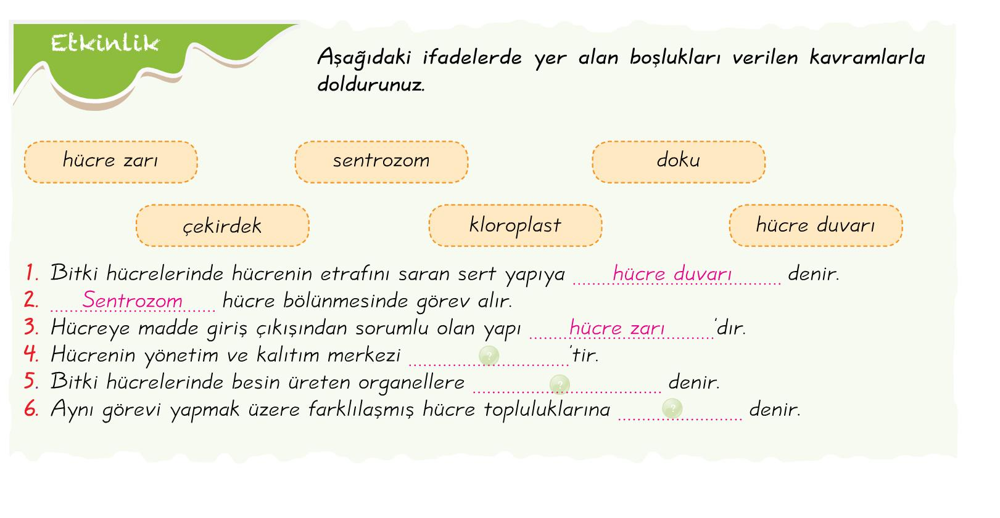 Etkinlik
Aşağıdaki ifadelerde yer alan boşlukları verilen kavramlarla
doldurunuz.
hücre zarı sentrozom doku
çekirdek kloroplast hücre duvarı
1. Bitki hücrelerinde hücrenin etrafını saran sert yapıya hücre duvarı denir.
2. Sentrozom hücre bölünmesinde görev alır.
3. Hücreye madde giriş çıkışından sorumlu olan yapı hücre zarı 'dır.
4. Hücrenin yönetim ve kalıtım merkezi ? 'tir.
5. Bitki hücrelerinde besin üreten organellere ? denir.
6. Aynı görevi yapmak üzere farklılaşmış hücre topluluklarına ? denir.